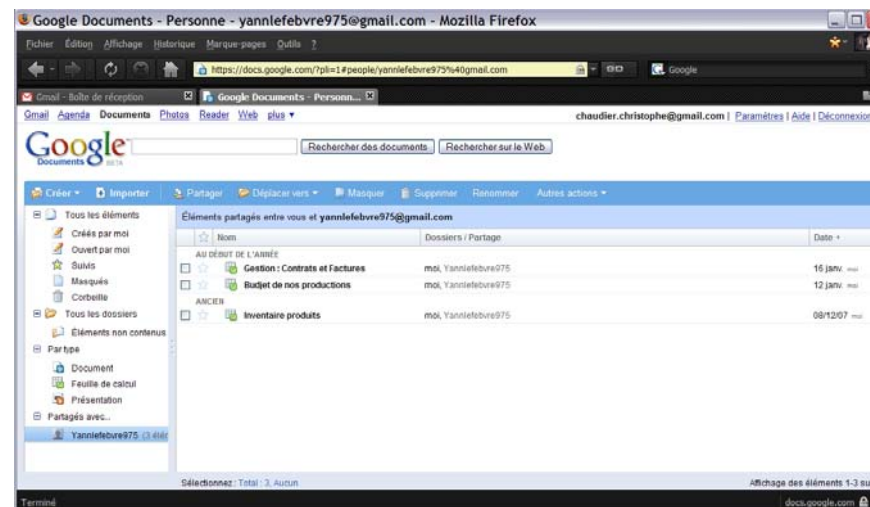 Google Documents - Personne - yannlefebvre975@gmail.com - Mozilla Firefox
Fichier Édition Affichage Historique Marque-pages Outils ?
https://docs.google.com/?pli=1#people/yannlefebvre975%40gmail.com Google
Gmail - Boîte de réception Google Documents - Personn...
Gmail Agenda Documents Photos Reader Web plus ▼ chaudier.christophe@gmail.com | Paramètres | Aide | Déconnexion
Google Rechercher des documents Rechercher sur le Web
Documents BETA
Créer Importer Partager Déplacer vers Masquer Supprimer Renommer Autres actions
Tous les éléments Éléments partagés entre vous et yannlefebvre975@gmail.com
Créés par moi Nom Dossiers / Partage Date
Ouvert par moi AU DÉBUT DE L'ANNÉE
Suivis Gestion : Contrats et Factures moi, Yannlefebvre975 16 janv. moi
Masqués Budjet de nos productions moi, Yannlefebvre975 12 janv. moi
Corbeille ANCIEN
Tous les dossiers Inventaire produits moi, Yannlefebvre975 08/12/07 moi
Éléments non contenus
Par type
Document
Feuille de calcul
Présentation
Partagés avec...
Yannlefebvre975 (3 élér
Sélectionnez : Total : 3, Aucun Affichage des éléments 1-3 su
Terminé docs.google.com